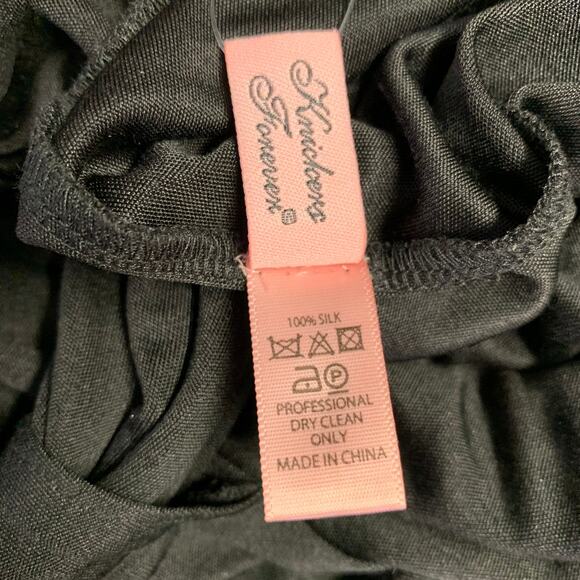 Knickers
Forever
100% SILK
P
PROFESSIONAL
DRY CLEAN
ONLY
MADE IN CHINA